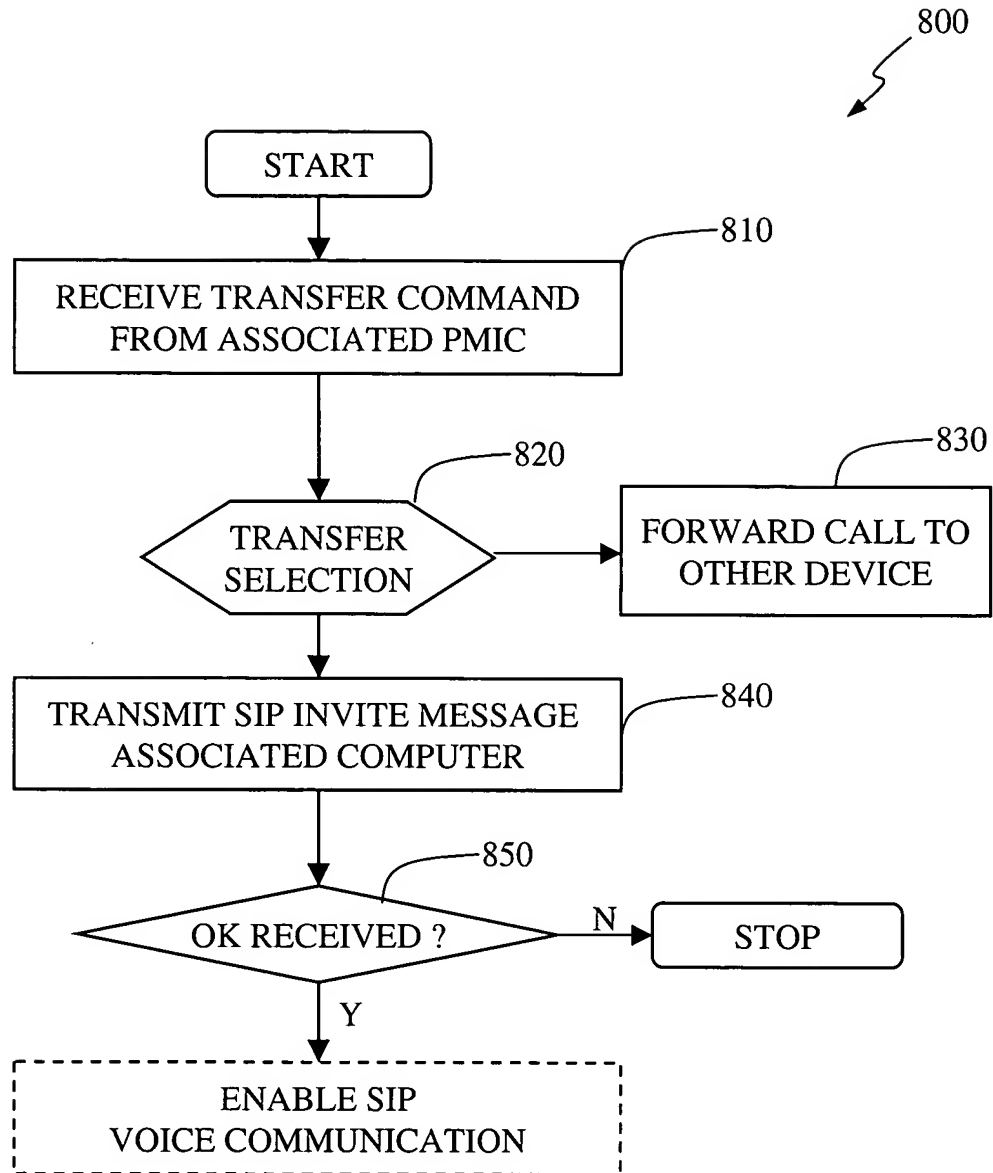 800
START
810
RECEIVE TRANSFER COMMAND
FROM ASSOCIATED PMIC
820
830
TRANSFER
SELECTION
FORWARD CALL TO
OTHER DEVICE
840
TRANSMIT SIP INVITE MESSAGE
ASSOCIATED COMPUTER
850
OK RECEIVED ?
N
STOP
Y
ENABLE SIP
VOICE COMMUNICATION